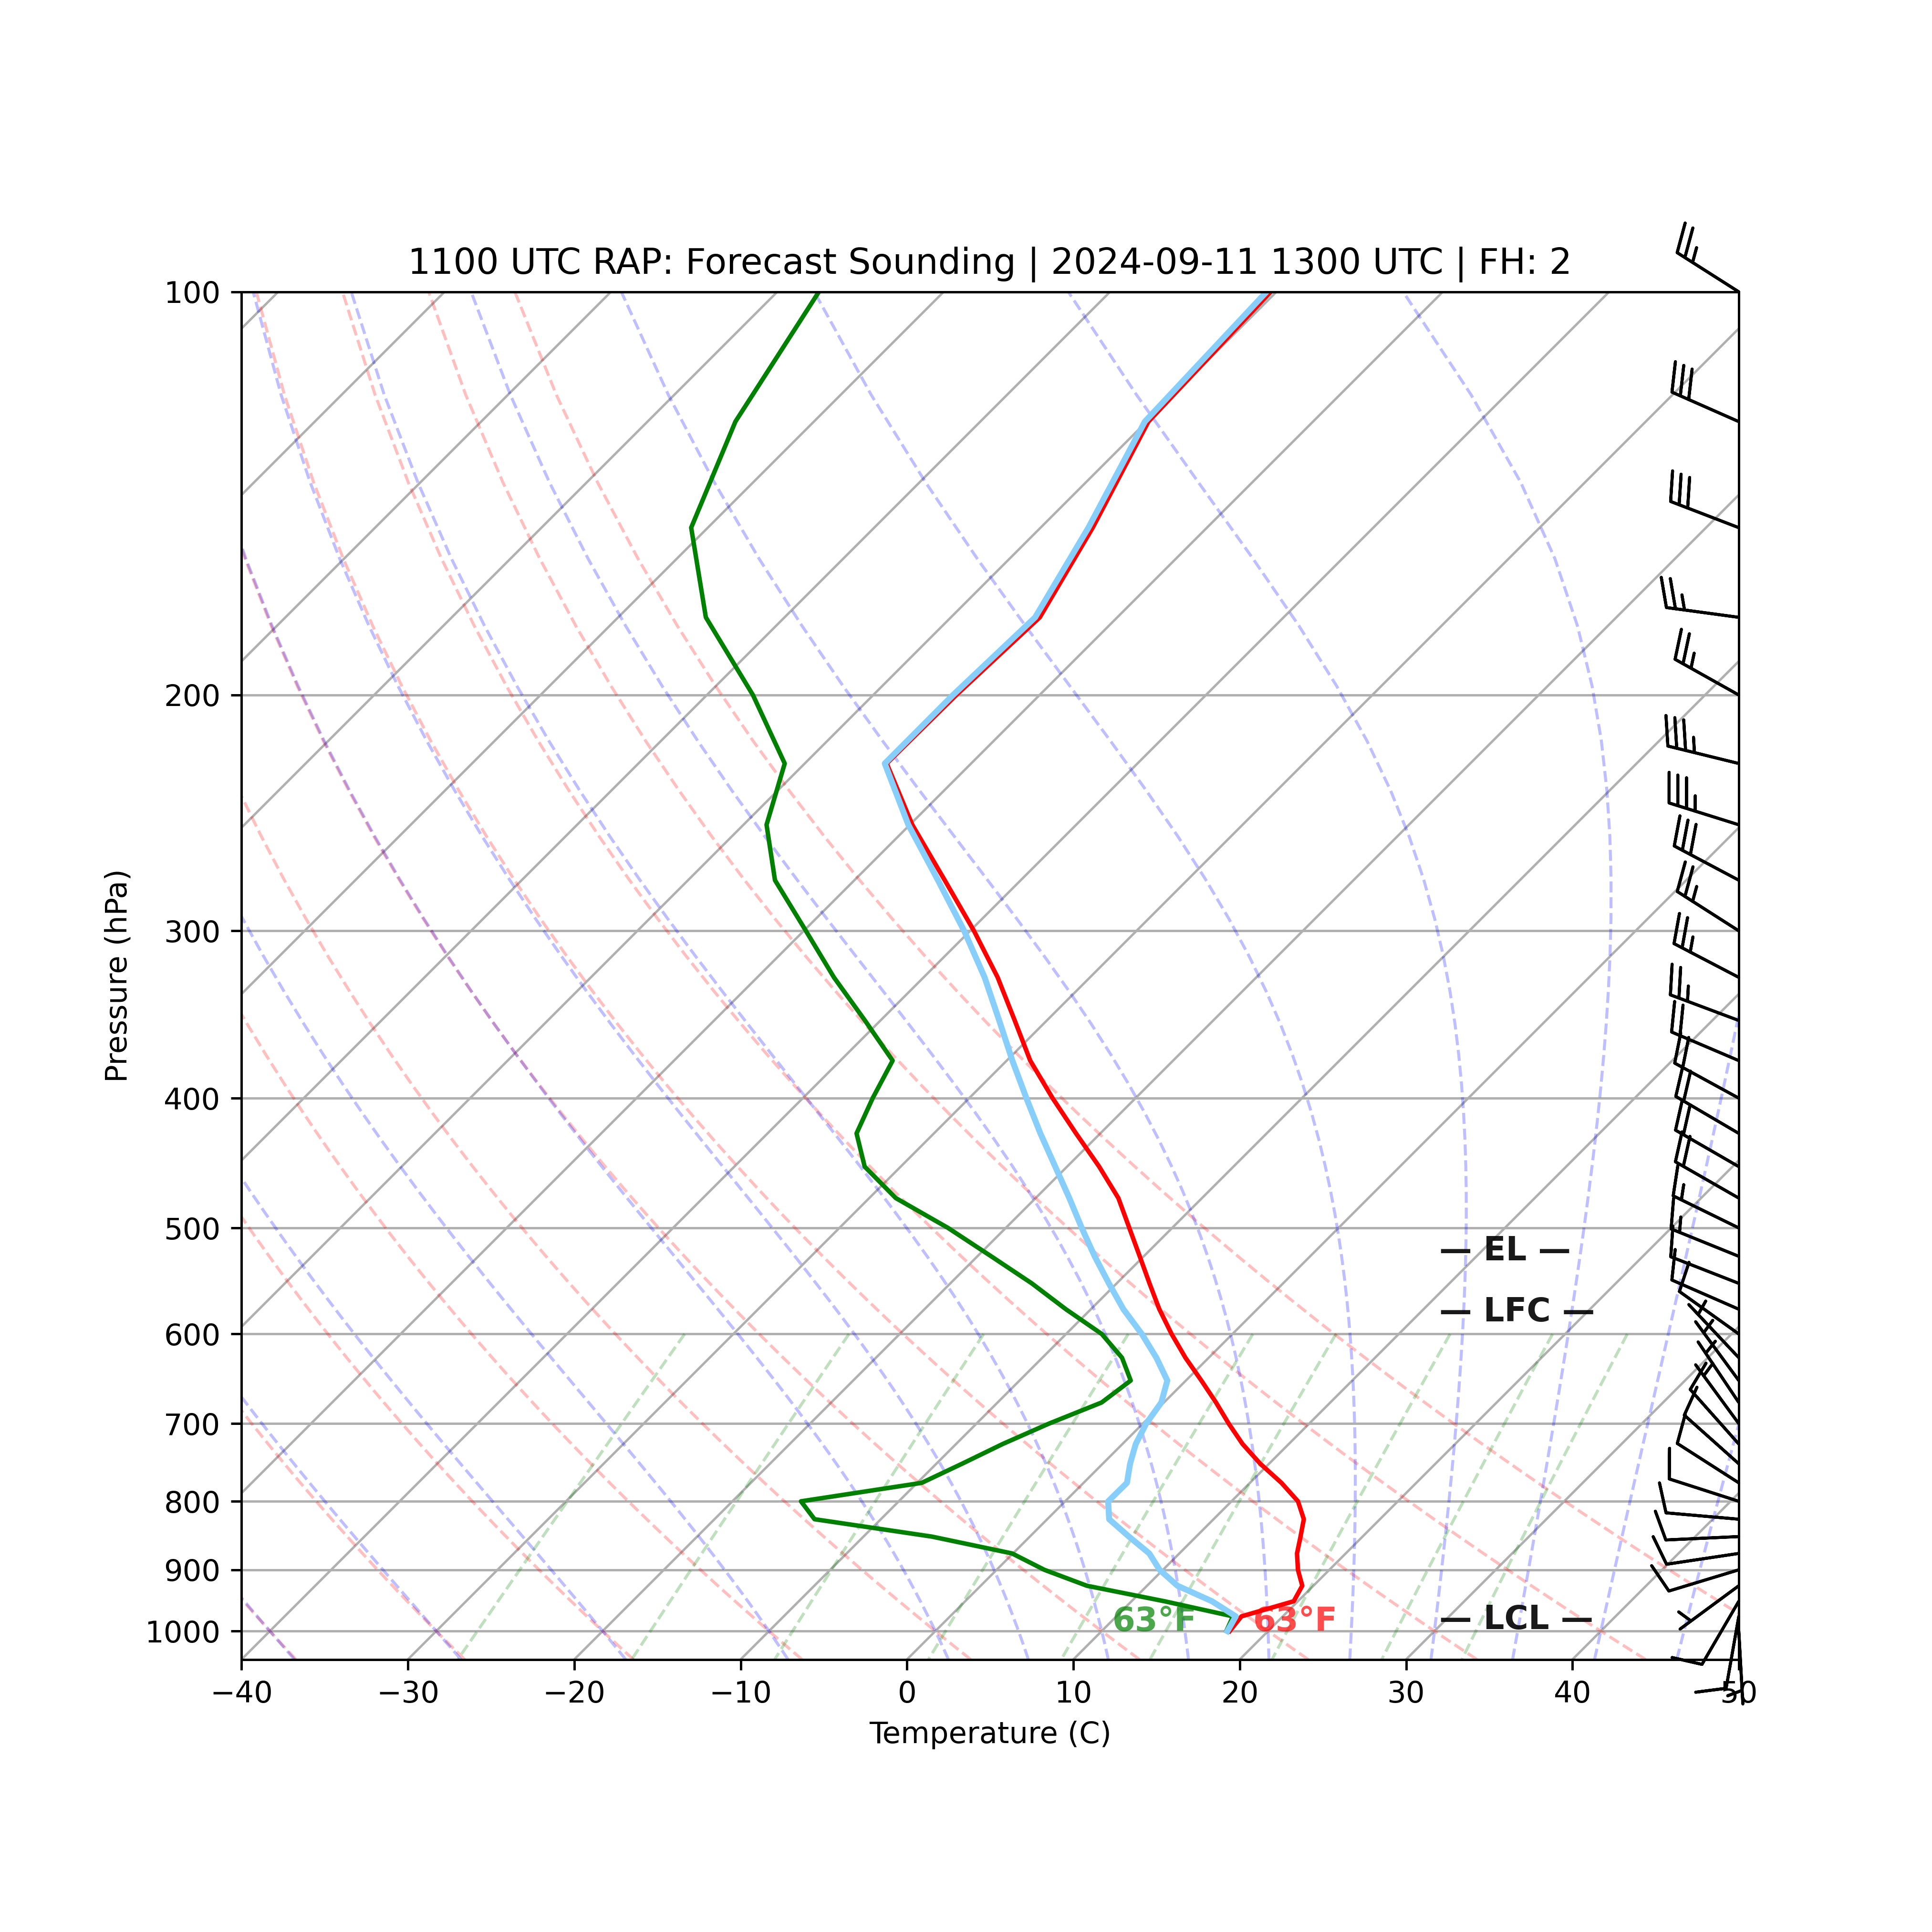 1100 UTC RAP: Forecast Sounding | 2024-09-11 1300 UTC | FH: 2
100
200
300
400
500
600
700
800
900
1000
Pressure (hPa)
— EL —
— LFC —
— LCL —
63°F
63°F
−40
−30
−20
−10
0
10
20
30
40
50
Temperature (C)